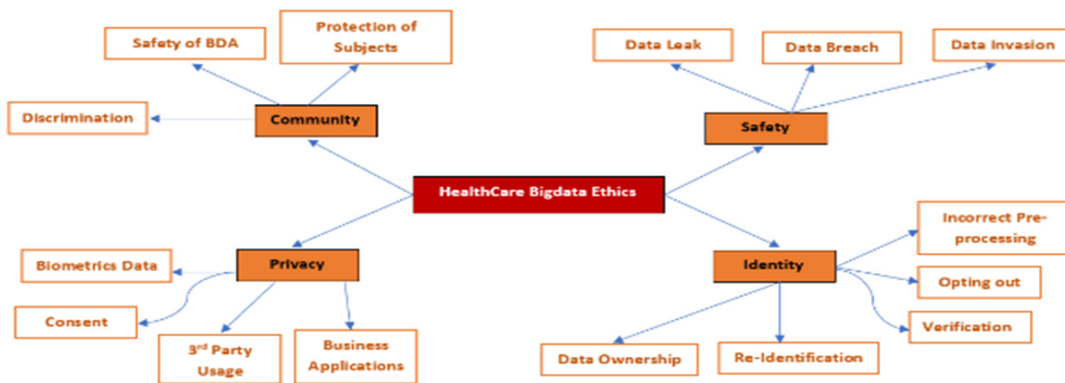 Safety of BDA
Protection of
Subjects
Data Leak
Data Breach
Data Invasion
Discrimination
Community
Safety
HealthCare Bigdata Ethics
Incorrect Pre-
processing
Biometrics Data
Privacy
Identity
Opting out
Consent
Verification
3rd Party
Usage
Business
Applications
Data Ownership
Re-Identification